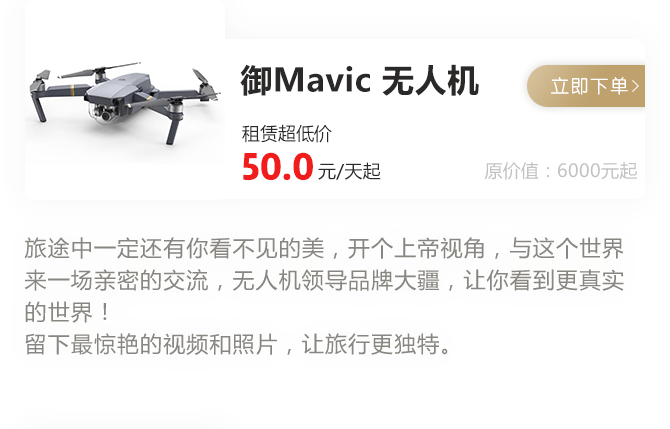 御Mavic 无人机
立即下单>
租赁超低价
50.0元/天起
原价值：6000元起
旅途中一定还有你看不见的美，开个上帝视角，与这个世界
来一场亲密的交流，无人机领导品牌大疆，让你看到更真实
的世界！
留下最惊艳的视频和照片，让旅行更独特。